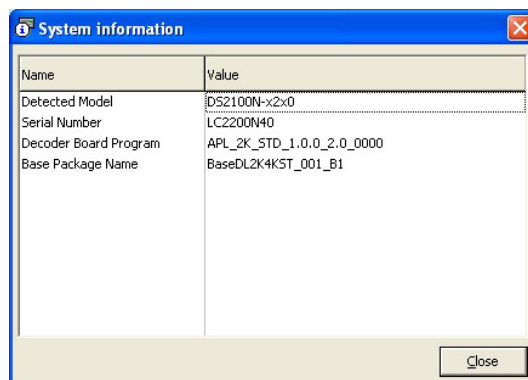 System information
Name Value
Detected Model DS2100N-x2x0
Serial Number LC2200N40
Decoder Board Program APL_2K_STD_1.0.0_2.0_0000
Base Package Name BaseDL2K4KST_001_B1
Close